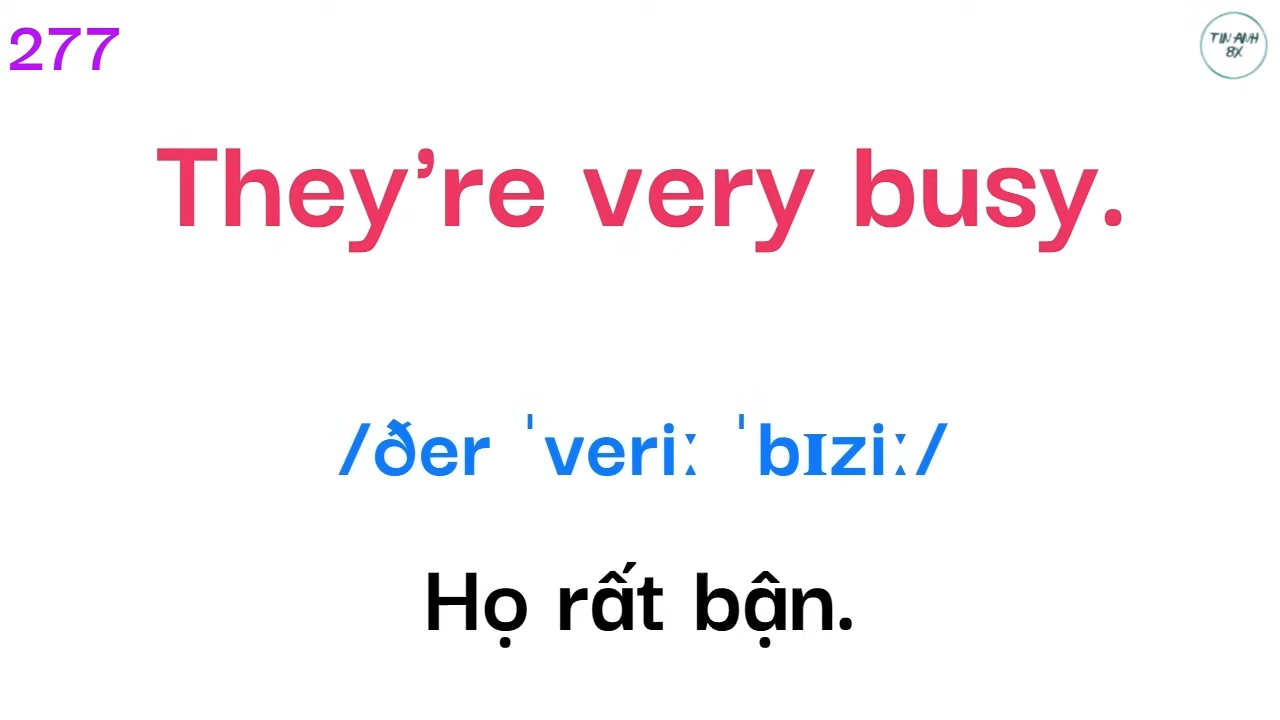 277
TIN ANH
8X
They’re very busy.
/ðer ˈveriː ˈbɪziː/
Họ rất bận.